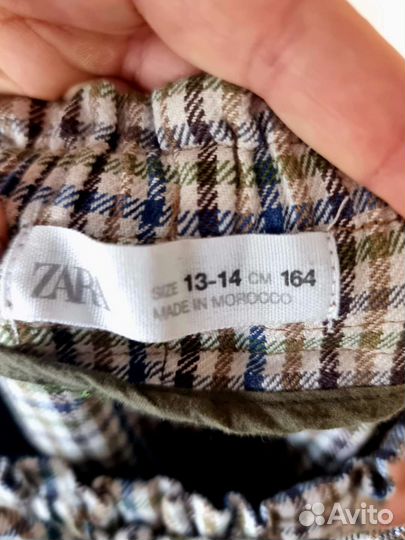 ZARA
SIZE 13-14 CM 164
MADE IN MOROCCO
Avito